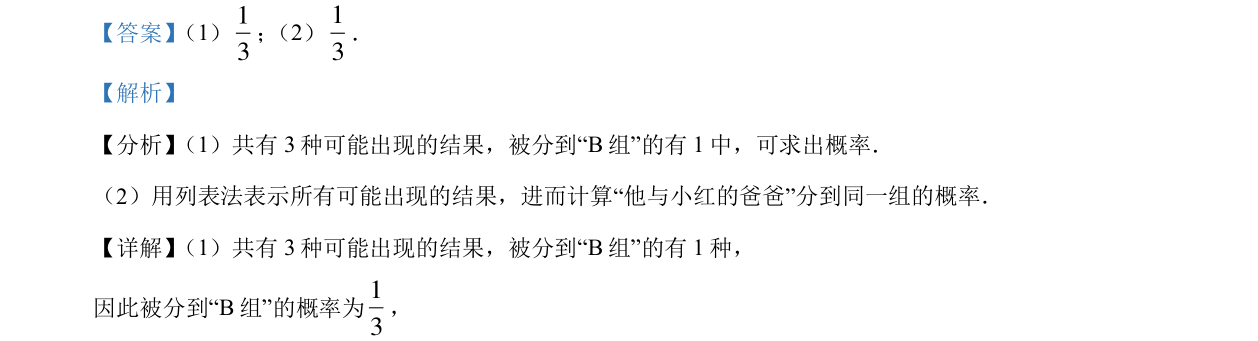 【答案】（1）1/3；（2）1/3．
【解析】
【分析】（1）共有 3 种可能出现的结果，被分到“B 组”的有 1 中，可求出概率．
（2）用列表法表示所有可能出现的结果，进而计算“他与小红的爸爸”分到同一组的概率．
【详解】（1）共有 3 种可能出现的结果，被分到“B 组”的有 1 种，
因此被分到“B 组”的概率为1/3，